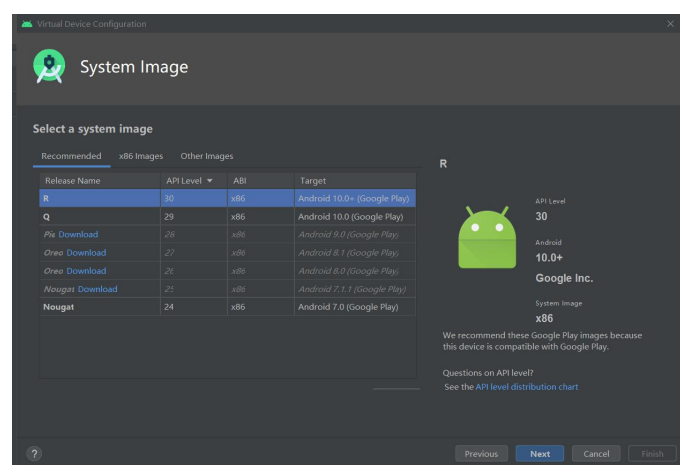 Virtual Device Configuration
System Image
Select a system image
Recommended x86 Images Other Images
Release Name API Level ABI Target
R 30 x86 Android 10.0+ (Google Play)
Q 29 x86 Android 10.0 (Google Play)
Pie Download 28 x86 Android 9.0 (Google Play)
Oreo Download 27 x86 Android 8.1 (Google Play)
Oreo Download 26 x86 Android 8.0 (Google Play)
Nougat Download 25 x86 Android 7.1.1 (Google Play)
Nougat 24 x86 Android 7.0 (Google Play)
R
API Level
30
Android
10.0+
Google Inc.
System Image
x86
We recommend these Google Play images because
this device is compatible with Google Play.
Questions on API level?
See the API level distribution chart
? Previous Next Cancel Finish